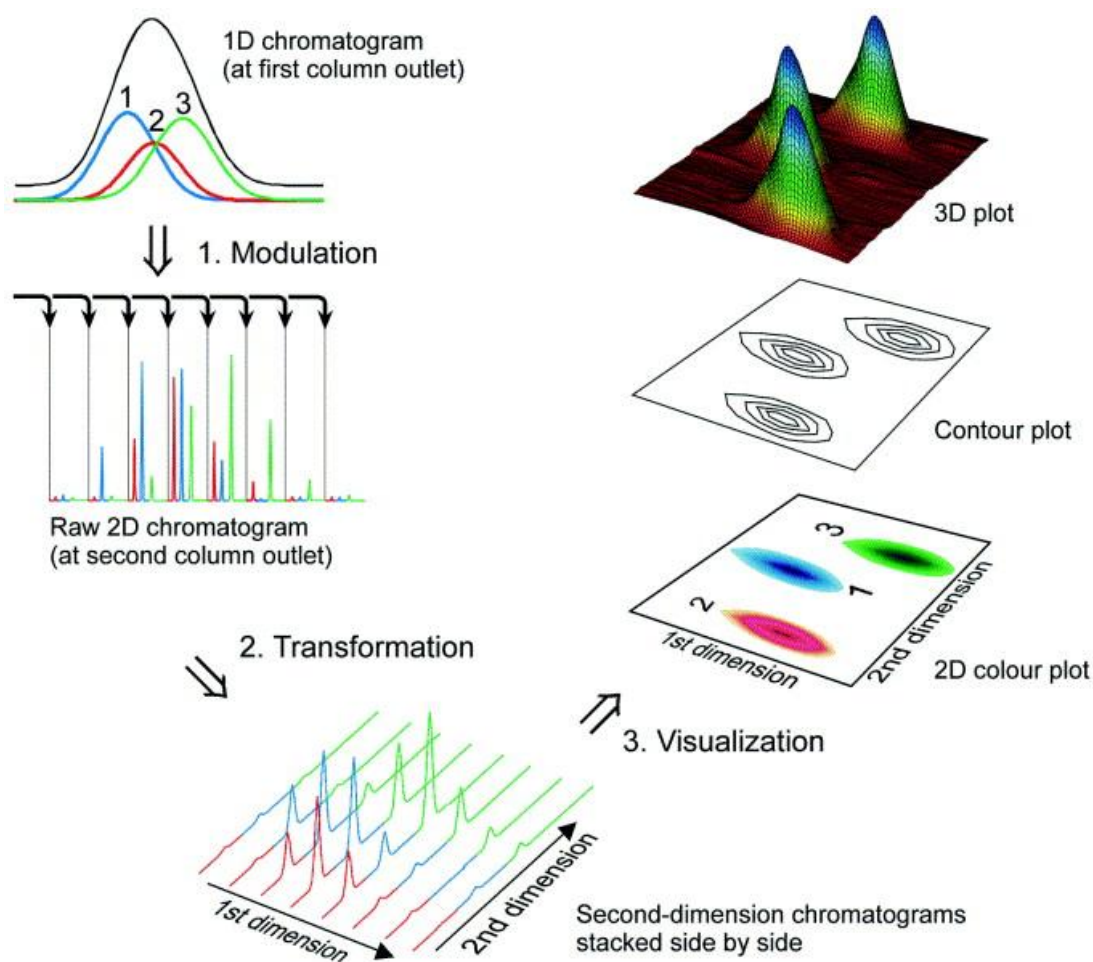 1D chromatogram
(at first column outlet)
1
2
3
1. Modulation
Raw 2D chromatogram
(at second column outlet)
2. Transformation
1st dimension
2nd dimension
Second-dimension chromatograms
stacked side by side
3. Visualization
3D plot
Contour plot
3
1
2
1st dimension
2nd dimension
2D colour plot